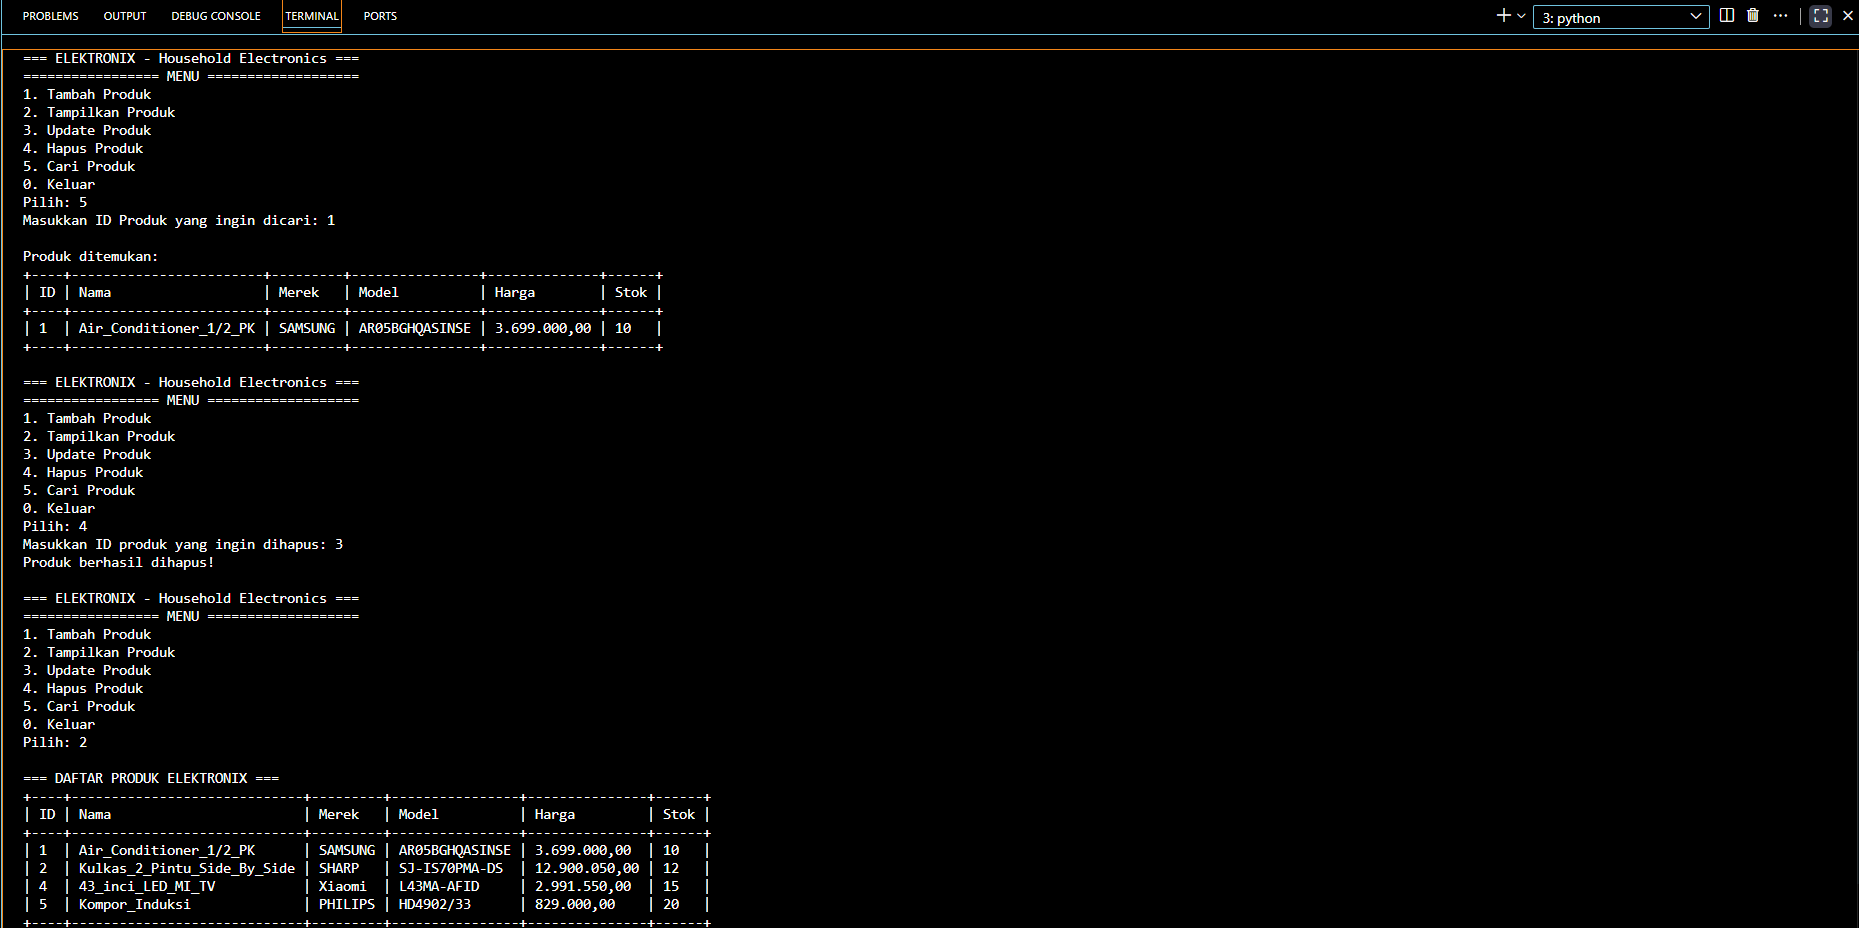 PROBLEMS OUTPUT DEBUG CONSOLE TERMINAL PORTS 3: python
=== ELEKTRONIX - Household Electronics ===
================= MENU ===================
1. Tambah Produk
2. Tampilkan Produk
3. Update Produk
4. Hapus Produk
5. Cari Produk
0. Keluar
Pilih: 5
Masukkan ID Produk yang ingin dicari: 1
Produk ditemukan:
+----+------------------------+---------+----------------+--------------+------+
| ID | Nama                   | Merek   | Model          | Harga        | Stok |
+----+------------------------+---------+----------------+--------------+------+
| 1  | Air_Conditioner_1/2_PK | SAMSUNG | AR05BGHQASINSE | 3.699.000,00 | 10   |
+----+------------------------+---------+----------------+--------------+------+
=== ELEKTRONIX - Household Electronics ===
================= MENU ===================
1. Tambah Produk
2. Tampilkan Produk
3. Update Produk
4. Hapus Produk
5. Cari Produk
0. Keluar
Pilih: 4
Masukkan ID produk yang ingin dihapus: 3
Produk berhasil dihapus!
=== ELEKTRONIX - Household Electronics ===
================= MENU ===================
1. Tambah Produk
2. Tampilkan Produk
3. Update Produk
4. Hapus Produk
5. Cari Produk
0. Keluar
Pilih: 2
=== DAFTAR PRODUK ELEKTRONIX ===
+----+-----------------------------+---------+----------------+---------------+------+
| ID | Nama                        | Merek   | Model          | Harga         | Stok |
+----+-----------------------------+---------+----------------+---------------+------+
| 1  | Air_Conditioner_1/2_PK      | SAMSUNG | AR05BGHQASINSE | 3.699.000,00  | 10   |
| 2  | Kulkas_2_Pintu_Side_By_Side | SHARP   | SJ-IS70PMA-DS  | 12.900.050,00 | 12   |
| 4  | 43_inci_LED_MI_TV           | Xiaomi  | L43MA-AFID     | 2.991.550,00  | 15   |
| 5  | Kompor_Induksi              | PHILIPS | HD4902/33      | 829.000,00    | 20   |
+----+-----------------------------+---------+----------------+---------------+------+